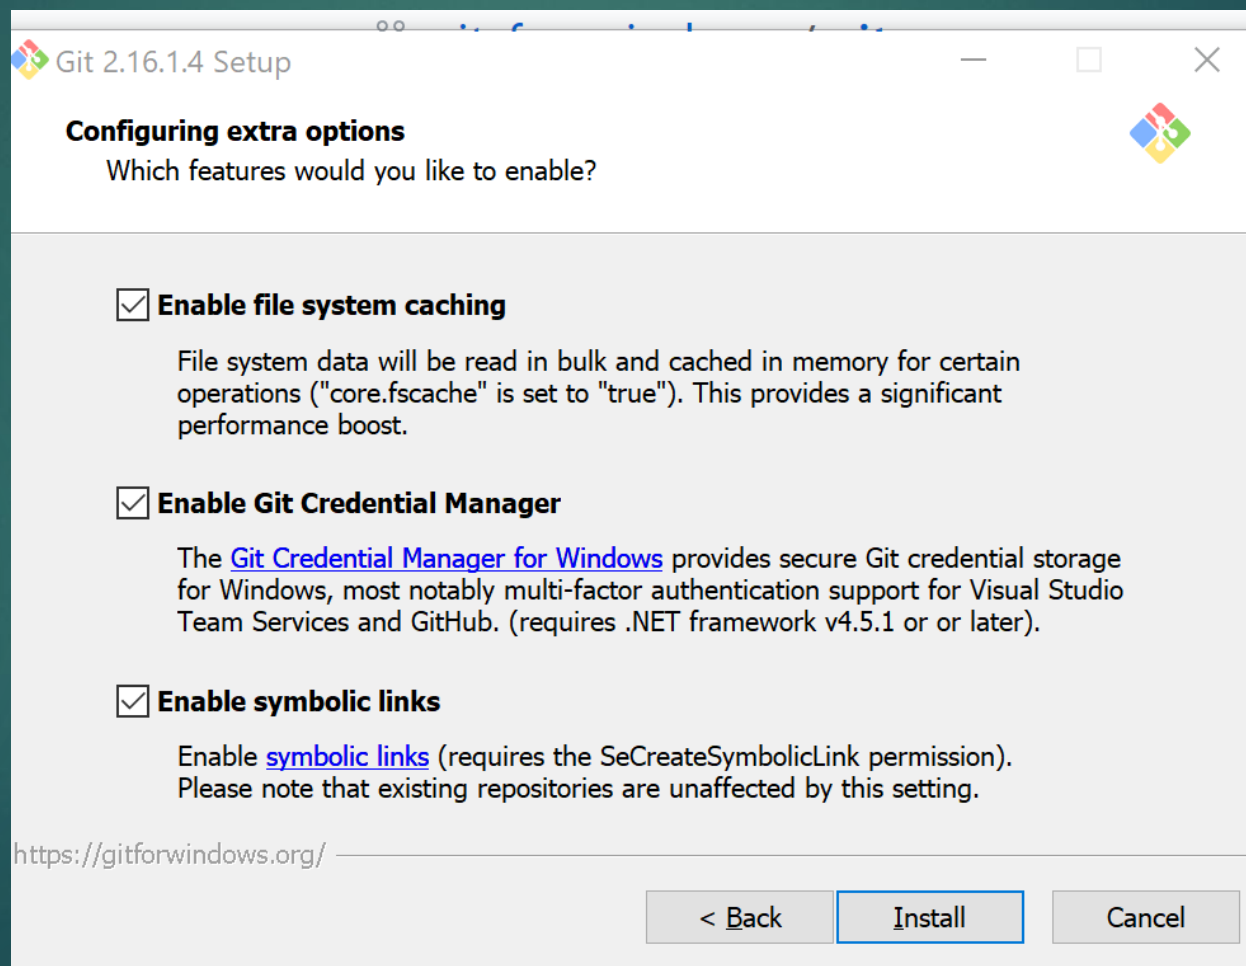 Git 2.16.1.4 Setup
Configuring extra options
Which features would you like to enable?
Enable file system caching
File system data will be read in bulk and cached in memory for certain
operations ("core.fscache" is set to "true"). This provides a significant
performance boost.
Enable Git Credential Manager
The Git Credential Manager for Windows provides secure Git credential storage
for Windows, most notably multi-factor authentication support for Visual Studio
Team Services and GitHub. (requires .NET framework v4.5.1 or or later).
Enable symbolic links
Enable symbolic links (requires the SeCreateSymbolicLink permission).
Please note that existing repositories are unaffected by this setting.
https://gitforwindows.org/
< Back
Install
Cancel